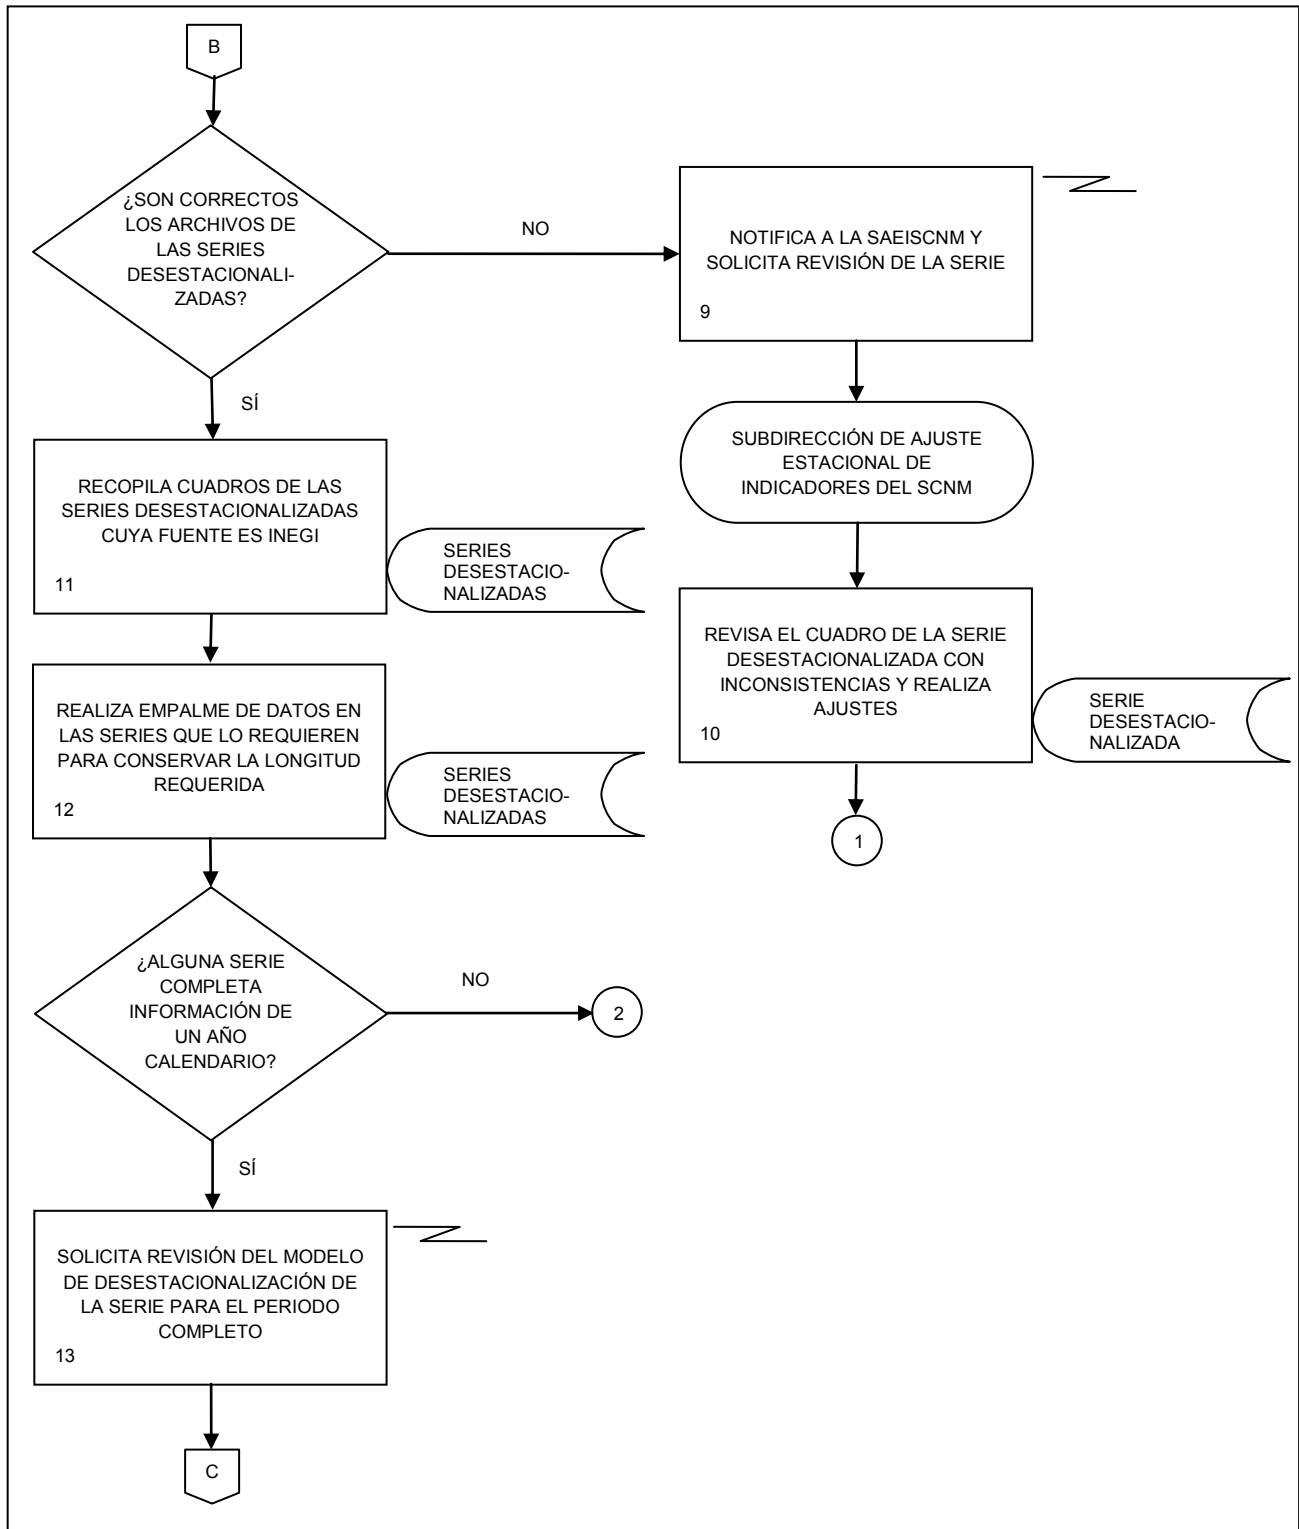 B
¿SON CORRECTOS
LOS ARCHIVOS DE
LAS SERIES
DESESTACIONALI-
ZADAS?
NO
NOTIFICA A LA SAEISCNM Y
SOLICITA REVISIÓN DE LA SERIE
9
SÍ
SUBDIRECCIÓN DE AJUSTE
ESTACIONAL DE
INDICADORES DEL SCNM
RECOPILA CUADROS DE LAS
SERIES DESESTACIONALIZADAS
CUYA FUENTE ES INEGI
11
SERIES
DESESTACIO-
NALIZADAS
REVISA EL CUADRO DE LA SERIE
DESESTACIONALIZADA CON
INCONSISTENCIAS Y REALIZA
AJUSTES
10
SERIE
DESESTACIO-
NALIZADA
REALIZA EMPALME DE DATOS EN
LAS SERIES QUE LO REQUIEREN
PARA CONSERVAR LA LONGITUD
REQUERIDA
12
SERIES
DESESTACIO-
NALIZADAS
1
¿ALGUNA SERIE
COMPLETA
INFORMACIÓN DE
UN AÑO
CALENDARIO?
NO
2
SÍ
SOLICITA REVISIÓN DEL MODELO
DE DESESTACIONALIZACIÓN DE
LA SERIE PARA EL PERIODO
COMPLETO
13
C